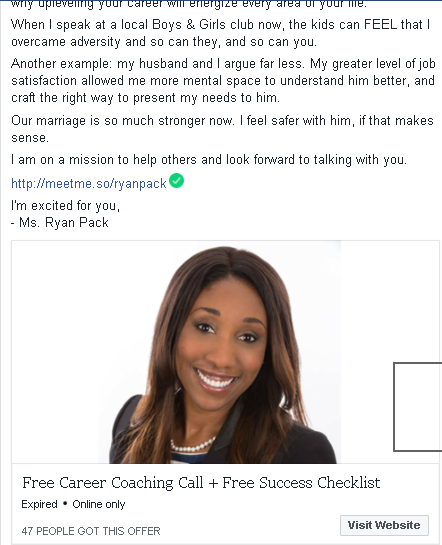 why upleveling your career will energize every area of your life.
When I speak at a local Boys & Girls club now, the kids can FEEL that I
overcame adversity and so can they, and so can you.
Another example: my husband and I argue far less. My greater level of job
satisfaction allowed me more mental space to understand him better, and
craft the right way to present my needs to him.
Our marriage is so much stronger now. I feel safer with him, if that makes
sense.
I am on a mission to help others and look forward to talking with you.
http://meetme.so/ryanpack
I'm excited for you,
- Ms. Ryan Pack
Free Career Coaching Call + Free Success Checklist
Expired • Online only
47 PEOPLE GOT THIS OFFER
Visit Website